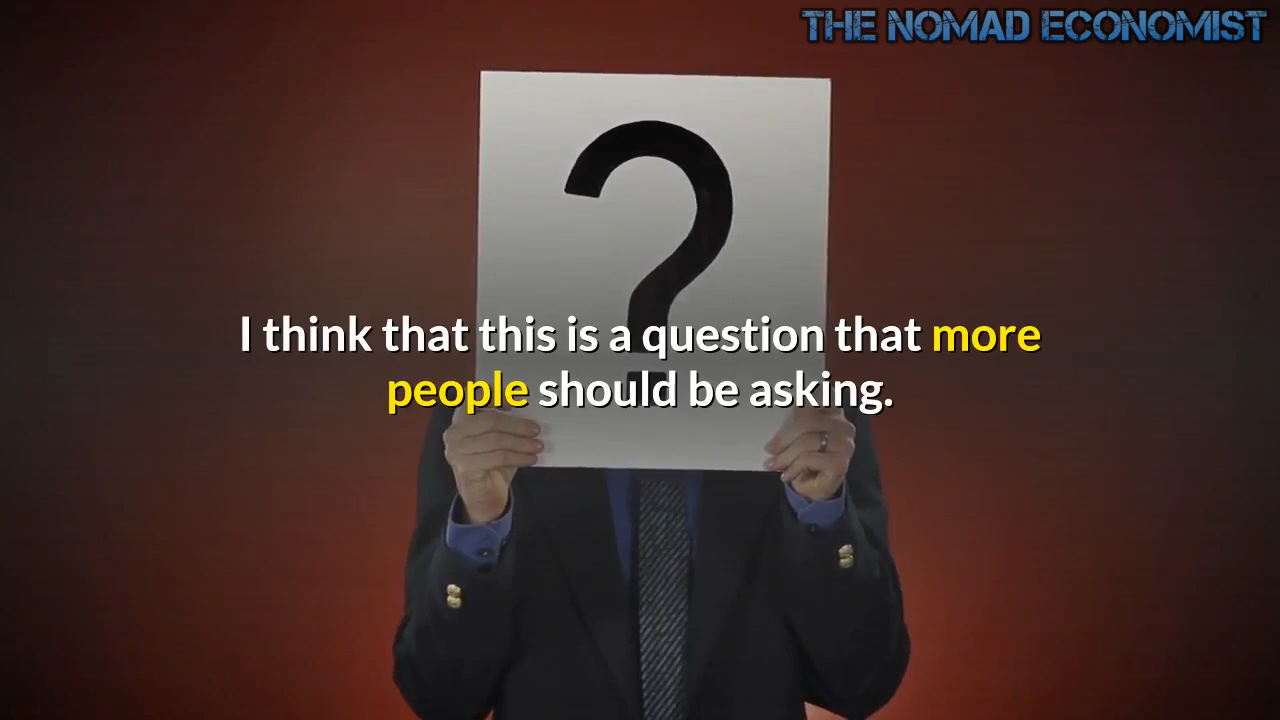 THE NOMAD ECONOMIST
?
I think that this is a question that more
people should be asking.